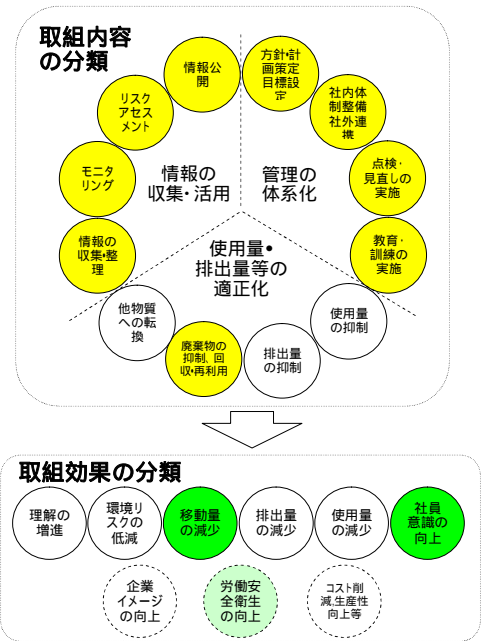 取組内容
の分類
情報公
開
方針・計
画策定
目標設
定
リスク
アセス
メント
社内体
制整備
社外連
携
モニタ
リング
情報の
収集・活用
管理の
体系化
点検・
見直しの
実施
情報の
収集・整
理
使用量・
排出量等の
適正化
教育・
訓練の
実施
他物質
への転
換
廃棄物の
抑制、回
収・再利用
排出量
の抑制
使用量
の抑制
取組効果の分類
理解の
増進
環境リ
スクの
低減
移動量
の減少
排出量
の減少
使用量
の減少
社員
意識の
向上
企業
イメージ
の向上
労働安
全衛生
の向上
コスト削
減、生産性
向上等